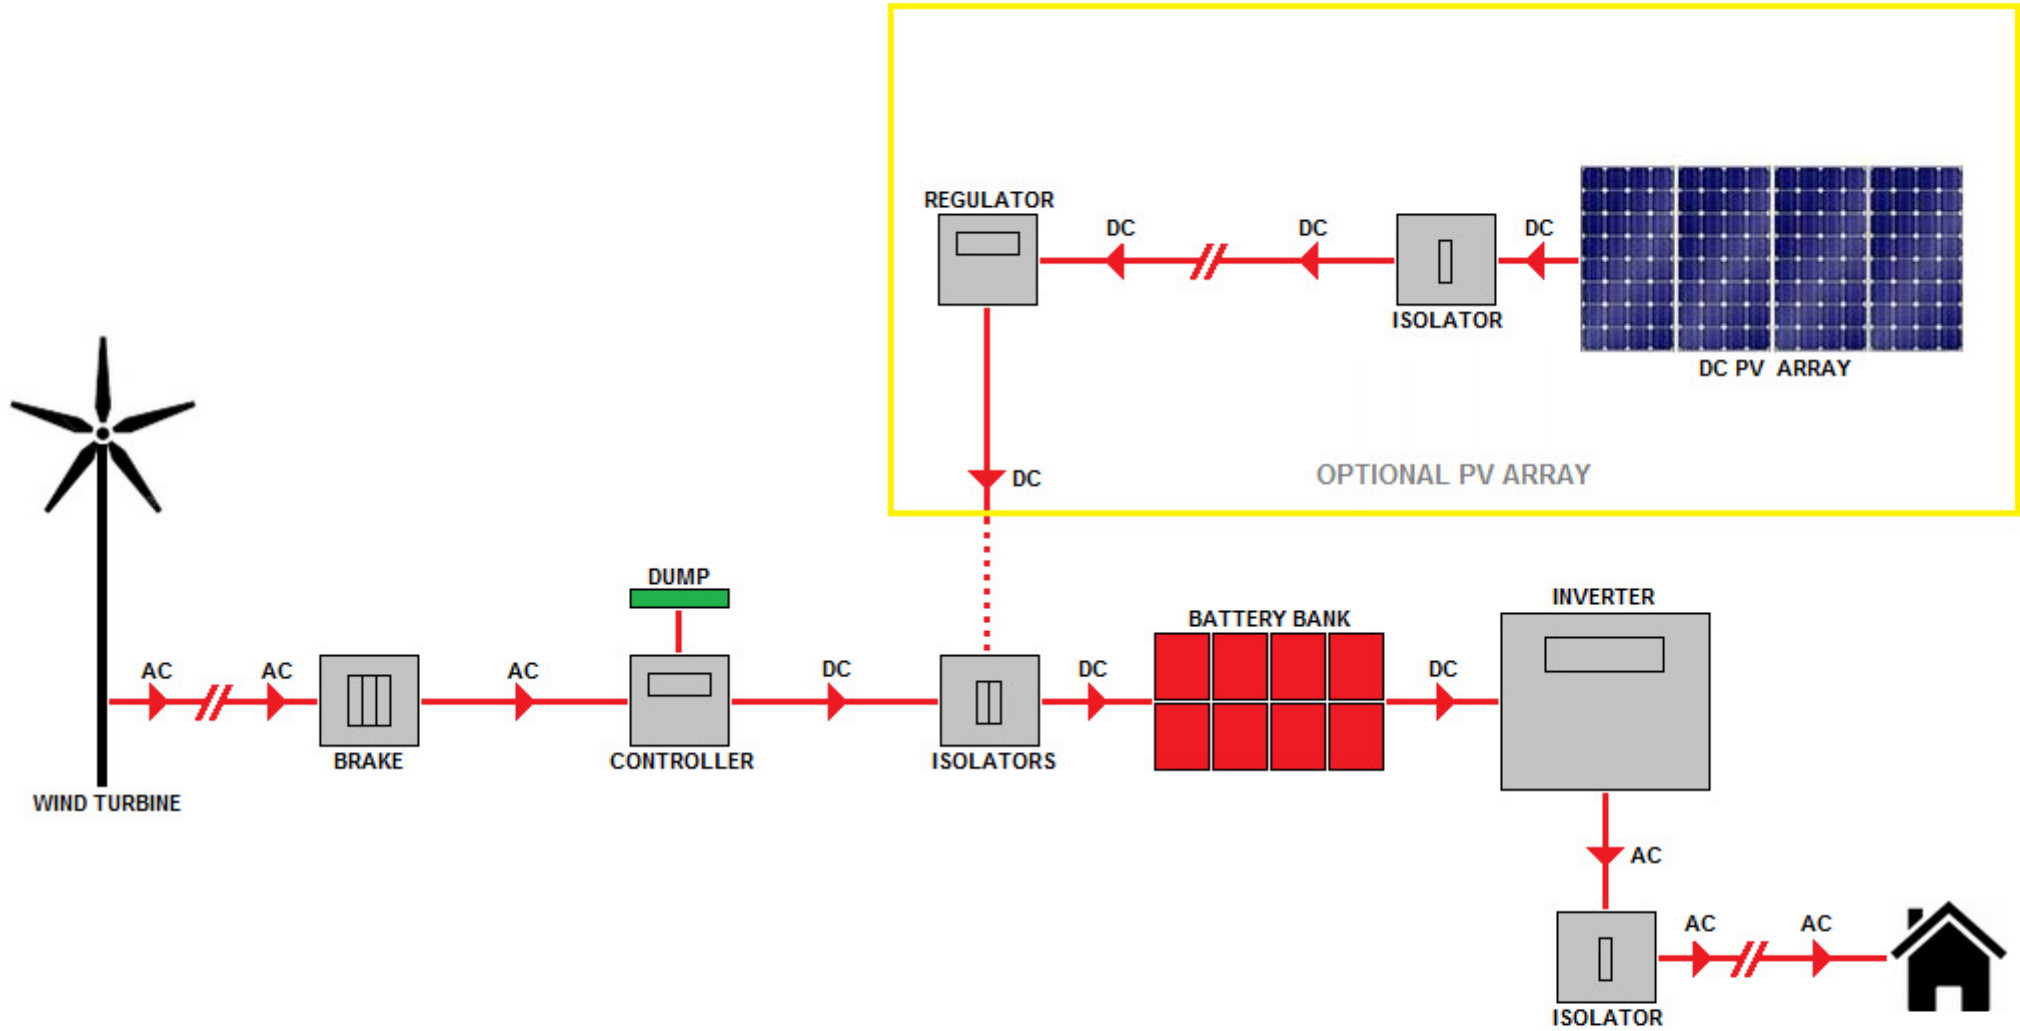 REGULATOR
DC
DC
DC
ISOLATOR
DC PV ARRAY
DC
OPTIONAL PV ARRAY
DUMP
INVERTER
BATTERY BANK
AC
AC
AC
DC
DC
DC
BRAKE
CONTROLLER
ISOLATORS
WIND TURBINE
AC
AC
AC
ISOLATOR